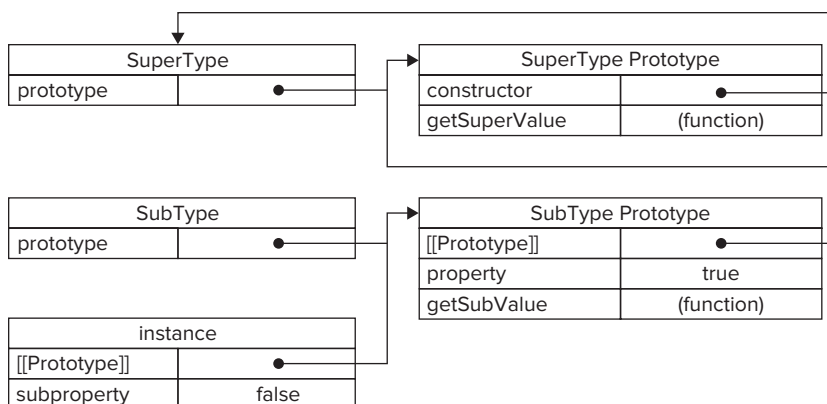 SuperType
prototype
SuperType Prototype
constructor
getSuperValue (function)
SubType
prototype
SubType Prototype
[[Prototype]]
property true
getSubValue (function)
instance
[[Prototype]]
subproperty false